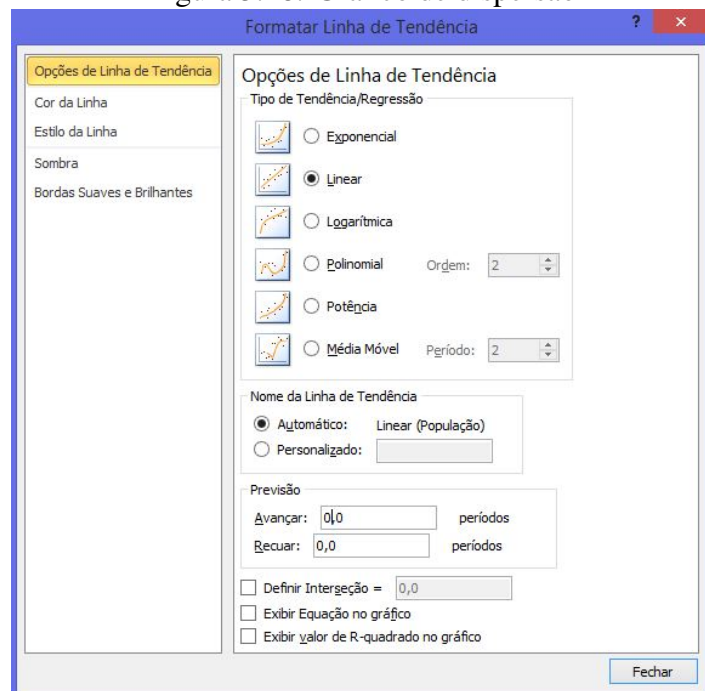 Formatar Linha de Tendência
? ×
Opções de Linha de Tendência
Cor da Linha
Estilo da Linha
Sombra
Bordas Suaves e Brilhantes
Opções de Linha de Tendência
Tipo de Tendência/Regressão
Exponencial
Linear
Logarítmica
Polinomial Ordem: 2
Potência
Média Móvel Período: 2
Nome da Linha de Tendência
Automático: Linear (População)
Personalizado:
Previsão
Avançar: 0,0 períodos
Recuar: 0,0 períodos
Definir Interseção = 0,0
Exibir Equação no gráfico
Exibir valor de R-quadrado no gráfico
Fechar